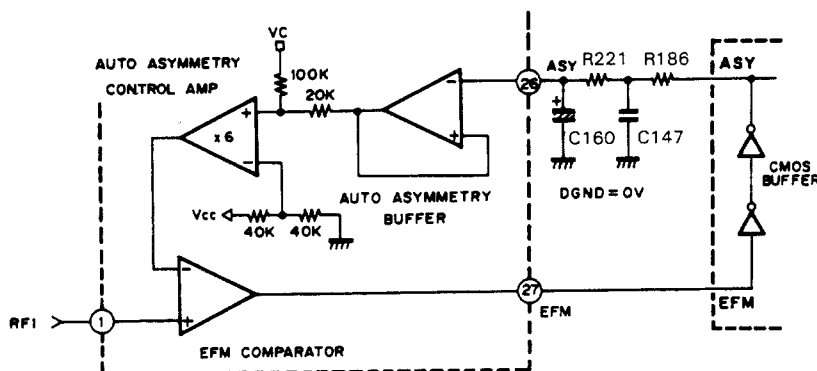 VC
AUTO ASYMMETRY
CONTROL AMP
100K
20K
+
x 6
−
−
+
26
ASY
R221
R186
ASY
+
C160
C147
DGND = 0V
CMOS
BUFFER
AUTO ASYMMETRY
BUFFER
Vcc
40K
40K
−
+
RF1
1
27
EFM
EFM
EFM COMPARATOR